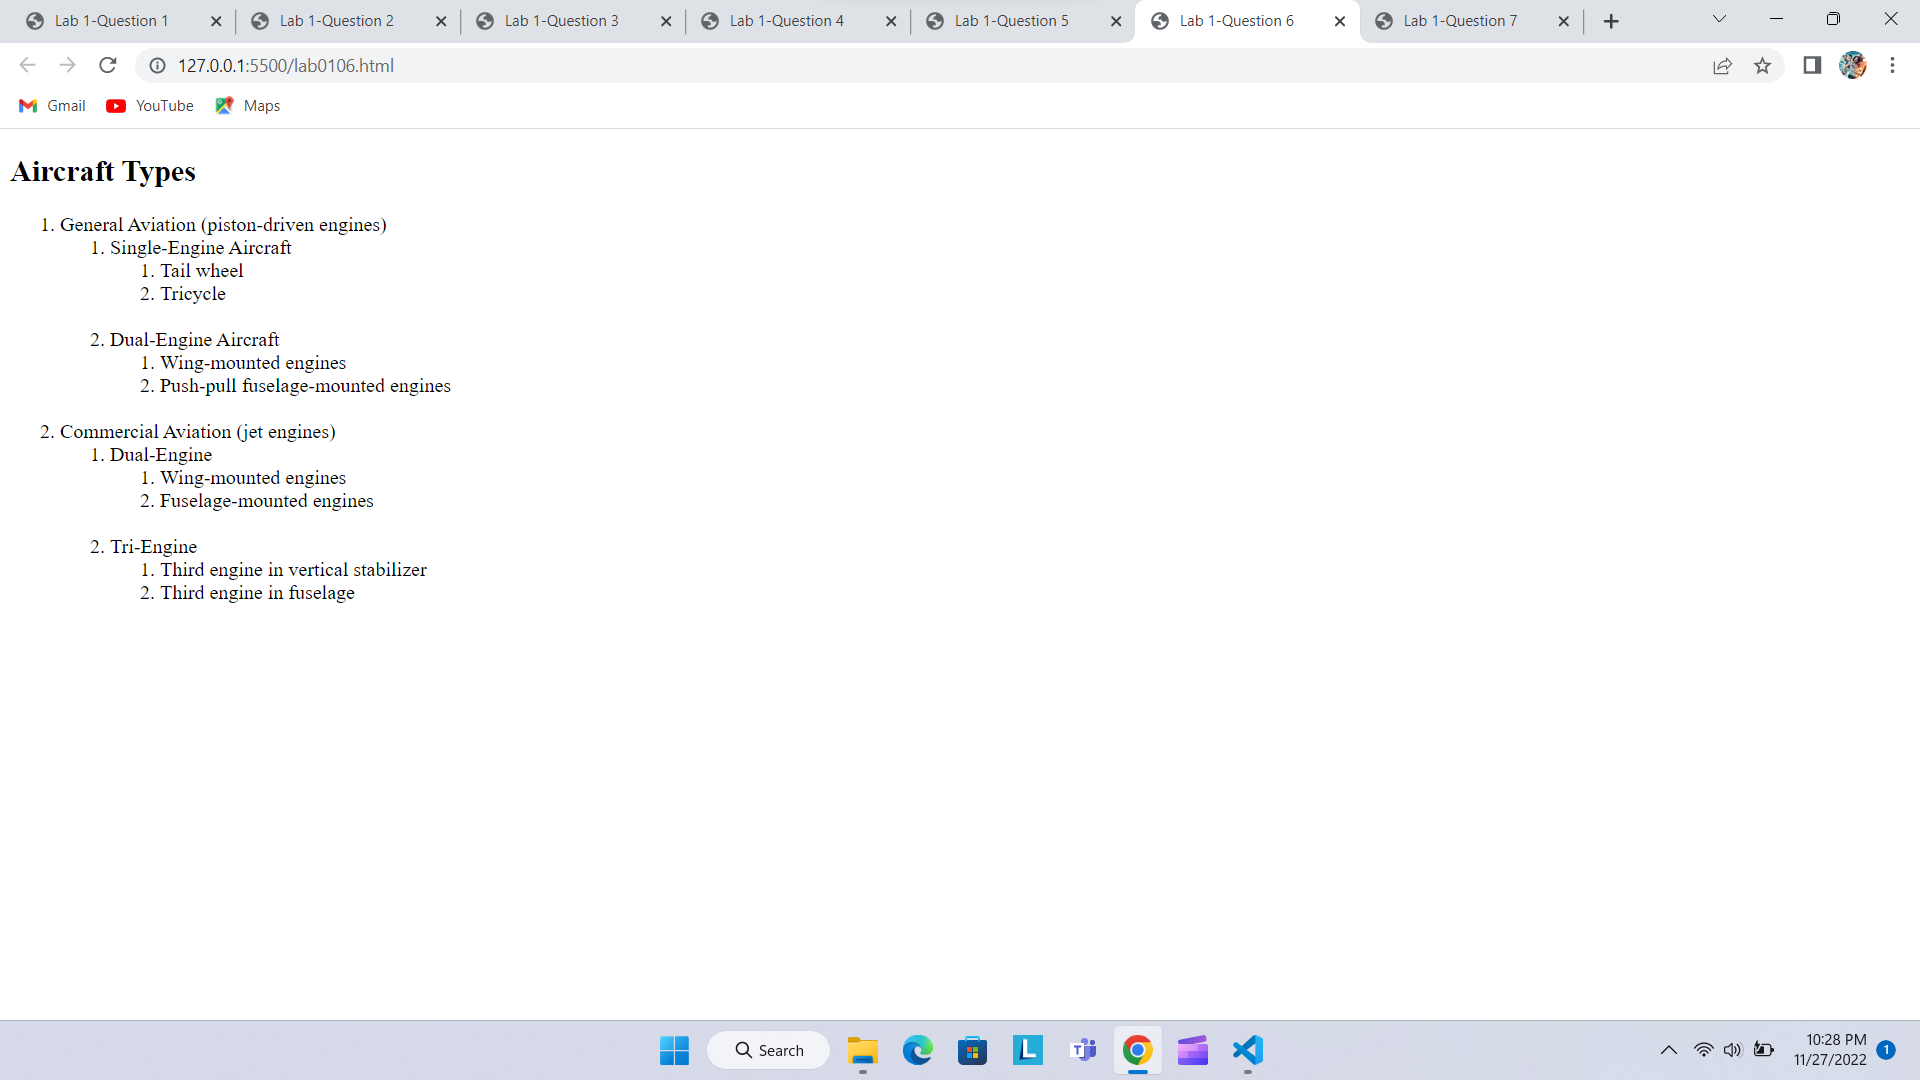 Lab 1-Question 1
Lab 1-Question 2
Lab 1-Question 3
Lab 1-Question 4
Lab 1-Question 5
Lab 1-Question 6
Lab 1-Question 7
127.0.0.1:5500/lab0106.html
Gmail
YouTube
Maps
Aircraft Types
1. General Aviation (piston-driven engines)
1. Single-Engine Aircraft
1. Tail wheel
2. Tricycle
2. Dual-Engine Aircraft
1. Wing-mounted engines
2. Push-pull fuselage-mounted engines
2. Commercial Aviation (jet engines)
1. Dual-Engine
1. Wing-mounted engines
2. Fuselage-mounted engines
2. Tri-Engine
1. Third engine in vertical stabilizer
2. Third engine in fuselage
Search
L
T
10:28 PM
11/27/2022
1